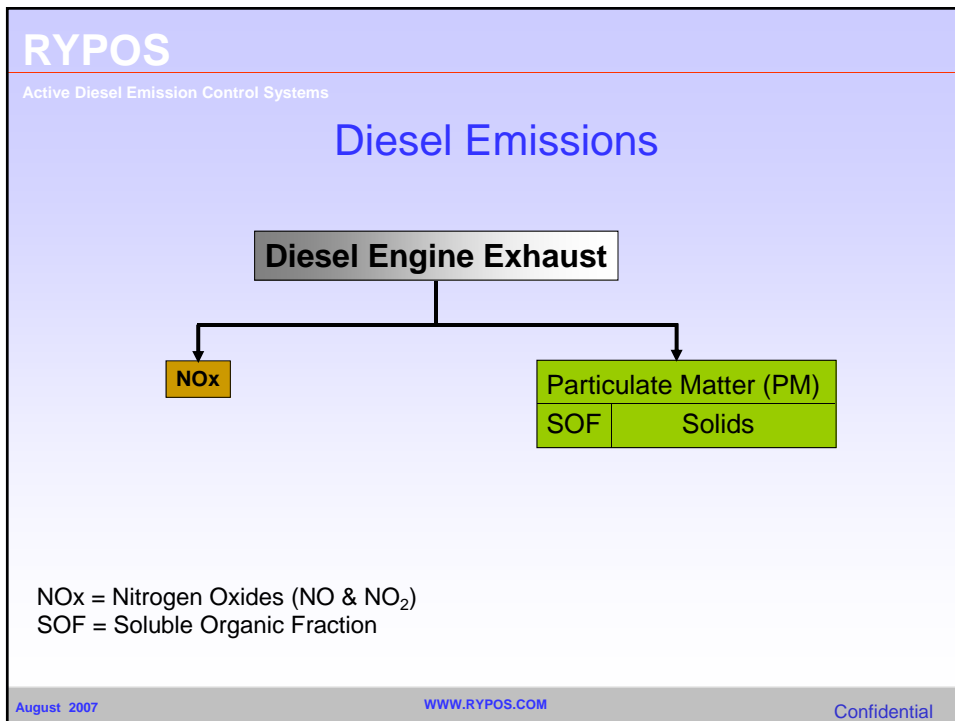 RYPOS
Active Diesel Emission Control Systems
Diesel Emissions
Diesel Engine Exhaust
NOx
Particulate Matter (PM)
SOF Solids
NOx = Nitrogen Oxides (NO & NO₂)
SOF = Soluble Organic Fraction
August 2007 WWW.RYPOS.COM Confidential